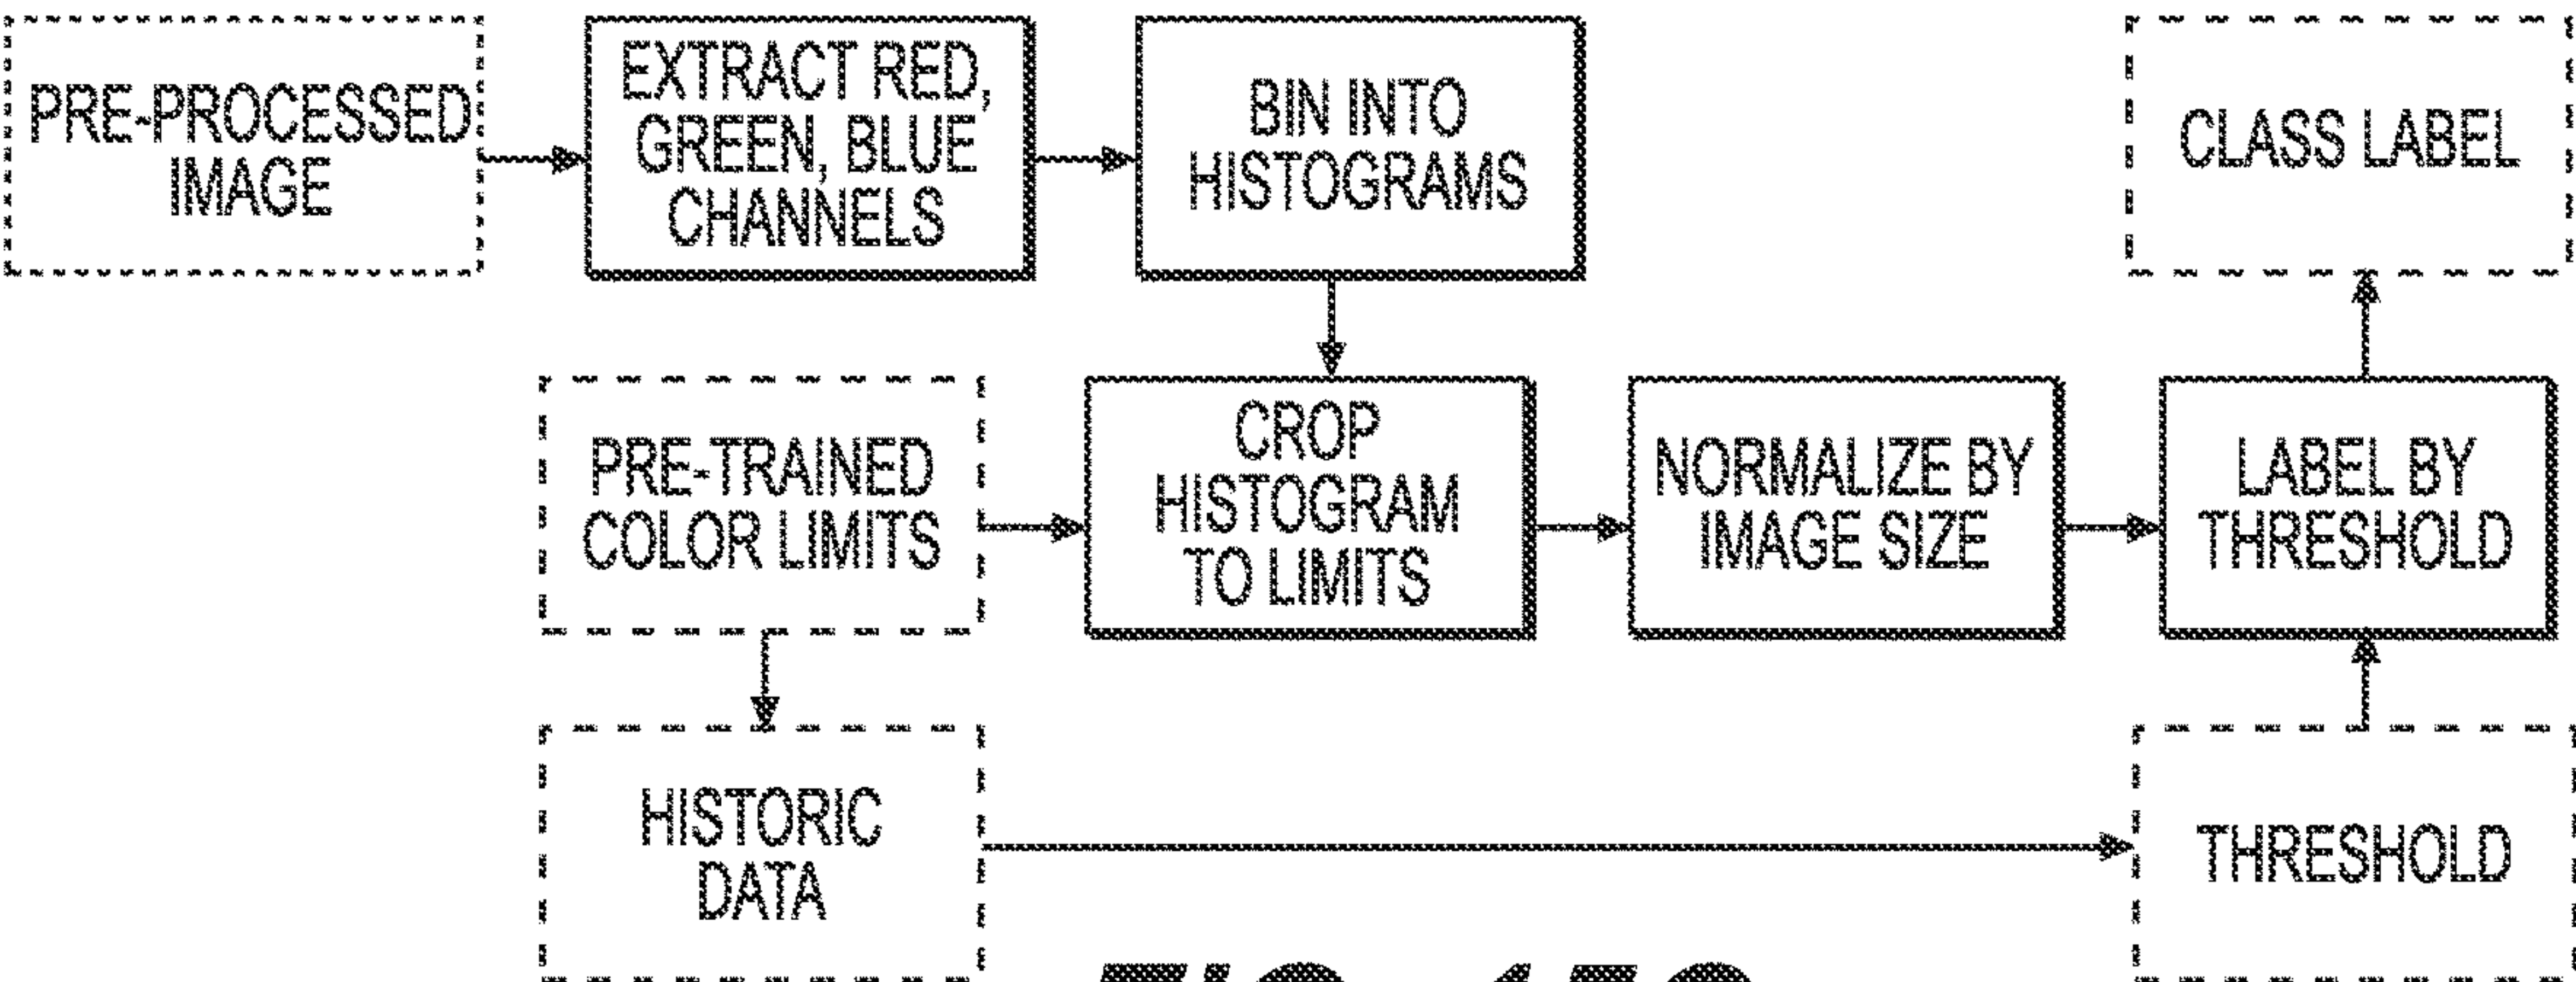 PRE-PROCESSED
IMAGE
EXTRACT RED,
GREEN, BLUE
CHANNELS
BIN INTO
HISTOGRAMS
CLASS LABEL
PRE-TRAINED
COLOR LIMITS
CROP
HISTOGRAM
TO LIMITS
NORMALIZE BY
IMAGE SIZE
LABEL BY
THRESHOLD
HISTORIC
DATA
THRESHOLD